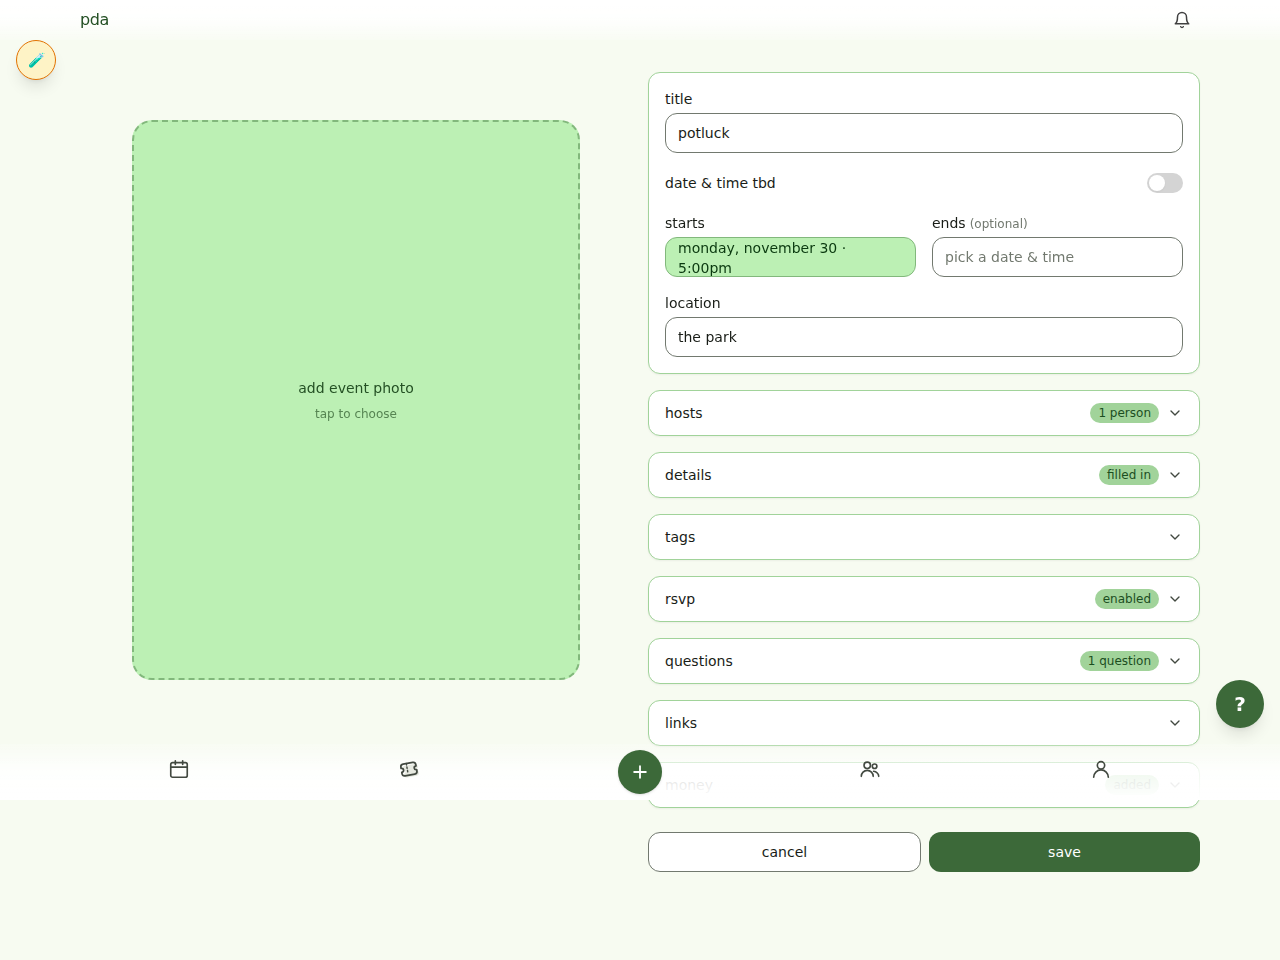 pda
title
potluck
date & time tbd
starts
ends (optional)
monday, november 30 ·
5:00pm
pick a date & time
location
the park
add event photo
tap to choose
hosts
1 person
details
filled in
tags
rsvp
enabled
questions
1 question
links
?
money
added
cancel
save